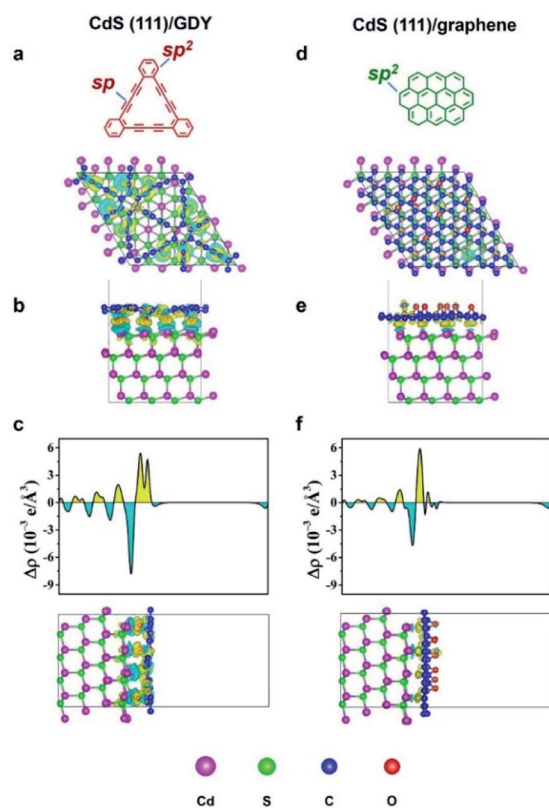 CdS (111)/GDY
CdS (111)/graphene
a
sp
sp²
d
sp²
b
e
c
6
3
0
-3
-6
-9
Δρ (10⁻³ e/Å³)
f
6
3
0
-3
-6
-9
Δρ (10⁻³ e/Å³)
Cd
S
C
O